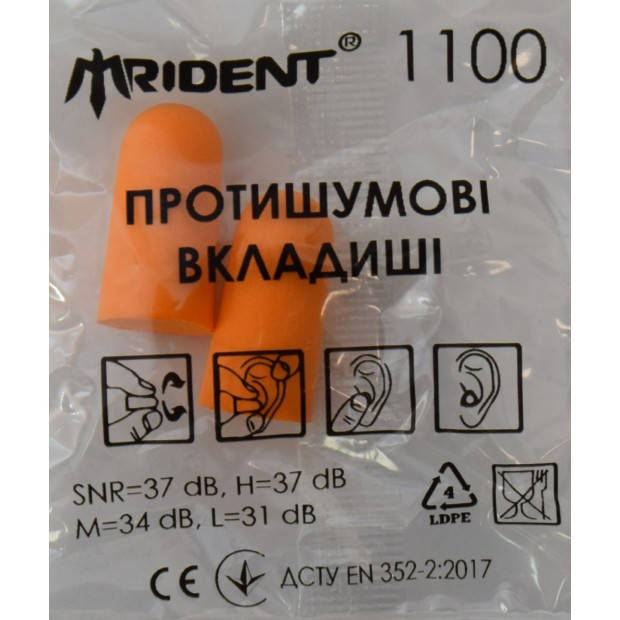 TRIDENT® 1100
ПРОТИШУМОВІ
ВКЛАДИШІ
SNR=37 dB, H=37 dB
M=34 dB, L=31 dB
4
LDPE
CE ДСТУ EN 352-2:2017